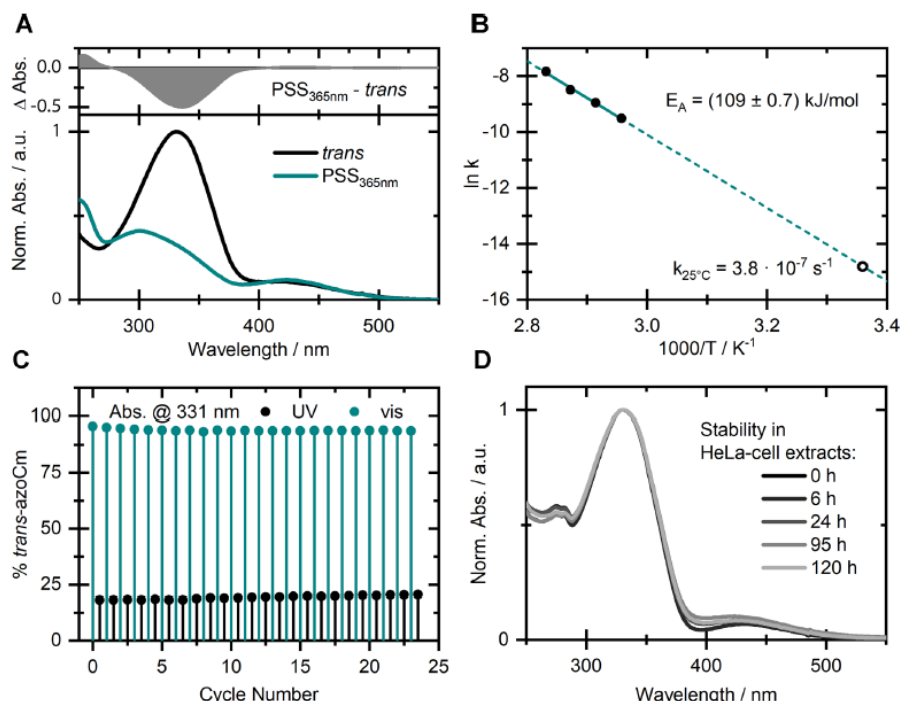 A
Δ Abs.
0.0
-0.5
PSS365nm - trans
Norm. Abs. / a.u.
1
0
trans
PSS365nm
300
400
500
Wavelength / nm
B
ln k
-6
-8
-10
-12
-14
-16
EA = (109 ± 0.7) kJ/mol
k25°C = 3.8 · 10-7 s-1
2.8
3.0
3.2
3.4
1000/T / K-1
C
% trans-azoCm
100
75
50
25
0
Abs. @ 331 nm
UV
vis
0
5
10
15
20
25
Cycle Number
D
Norm. Abs. / a.u.
1
0
Stability in
HeLa-cell extracts:
0 h
6 h
24 h
95 h
120 h
300
400
500
Wavelength / nm